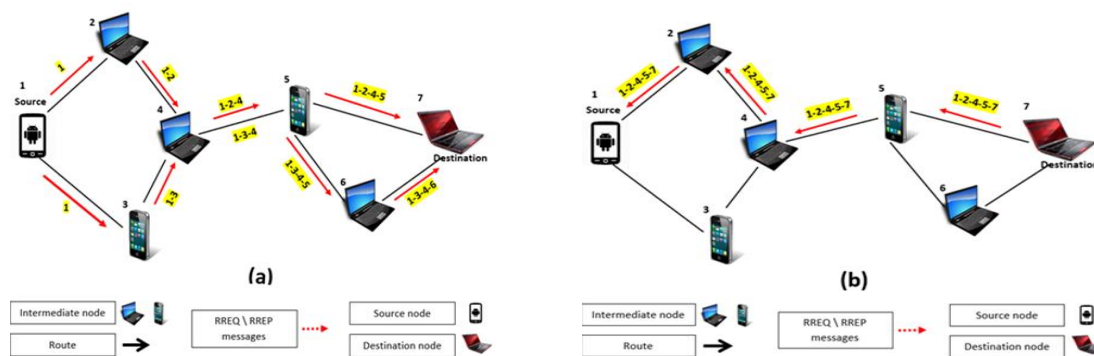 2
1
1-2
1
Source
4
1-2-4
5
1-2-4-5
7
1-3-4
Destination
1-3-4-5
1-3
6
1-3-4-6
1
3
(a)
Intermediate node
RREQ \ RREP
messages
Source node
Route
Destination node
2
1-2-4-5-7
1-2-4-5-7
1
Source
4
1-2-4-5-7
5
1-2-4-5-7
7
Destination
6
3
(b)
Intermediate node
RREQ \ RREP
messages
Source node
Route
Destination node